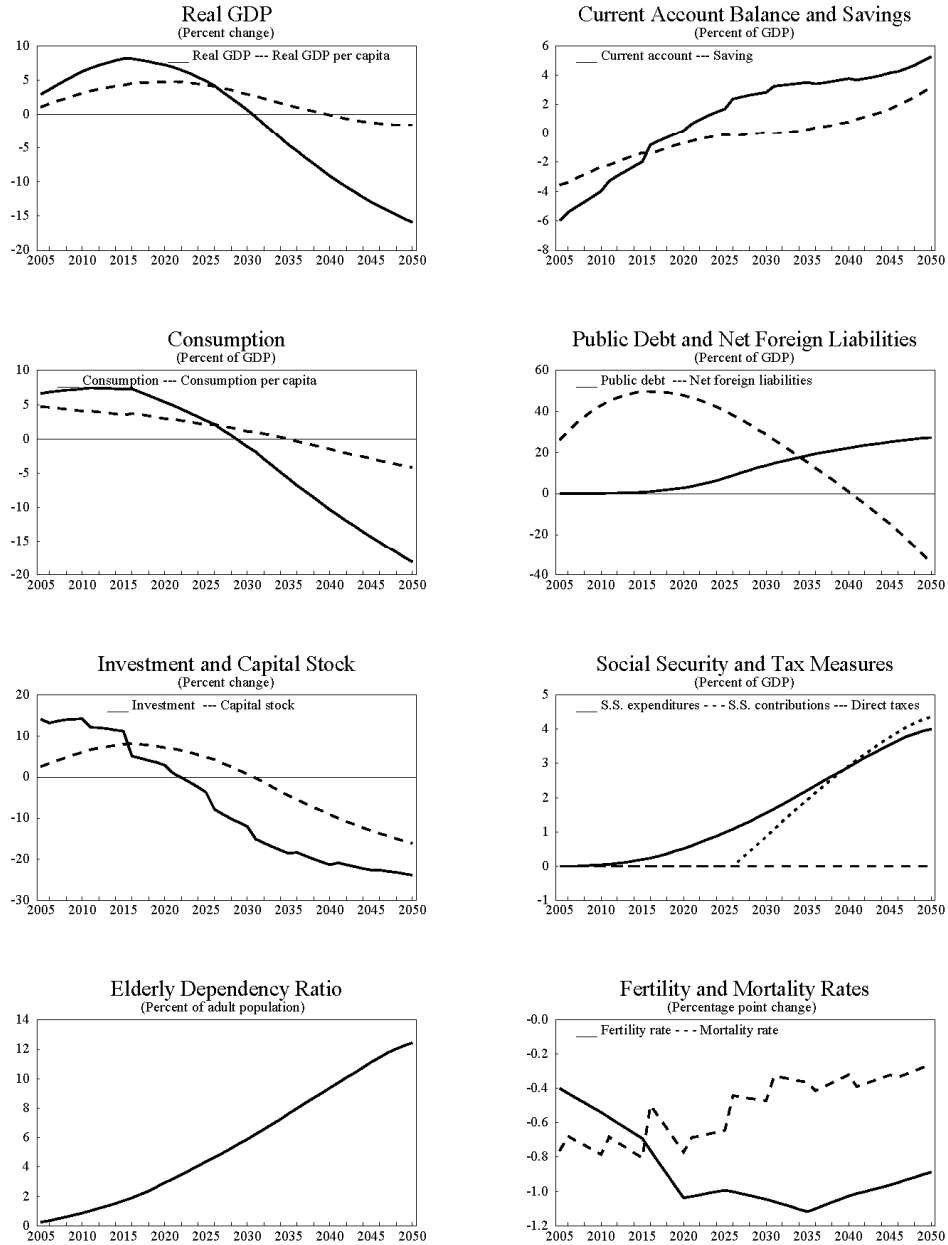 Real GDP
(Percent change)
___ Real GDP --- Real GDP per capita
10
5
0
-5
-10
-15
-20
2005 2010 2015 2020 2025 2030 2035 2040 2045 2050
Current Account Balance and Savings
(Percent of GDP)
___ Current account --- Saving
6
4
2
0
-2
-4
-6
-8
2005 2010 2015 2020 2025 2030 2035 2040 2045 2050
Consumption
(Percent of GDP)
___ Consumption --- Consumption per capita
10
5
0
-5
-10
-15
-20
2005 2010 2015 2020 2025 2030 2035 2040 2045 2050
Public Debt and Net Foreign Liabilities
(Percent of GDP)
___ Public debt --- Net foreign liabilities
60
40
20
0
-20
-40
2005 2010 2015 2020 2025 2030 2035 2040 2045 2050
Investment and Capital Stock
(Percent change)
___ Investment --- Capital stock
20
10
0
-10
-20
-30
2005 2010 2015 2020 2025 2030 2035 2040 2045 2050
Social Security and Tax Measures
(Percent of GDP)
___ S.S. expenditures - - - S.S. contributions --- Direct taxes
5
4
3
2
1
0
-1
2005 2010 2015 2020 2025 2030 2035 2040 2045 2050
Elderly Dependency Ratio
(Percent of adult population)
14
12
10
8
6
4
2
0
2005 2010 2015 2020 2025 2030 2035 2040 2045 2050
Fertility and Mortality Rates
(Percentage point change)
___ Fertility rate - - - Mortality rate
-0.0
-0.2
-0.4
-0.6
-0.8
-1.0
-1.2
2005 2010 2015 2020 2025 2030 2035 2040 2045 2050